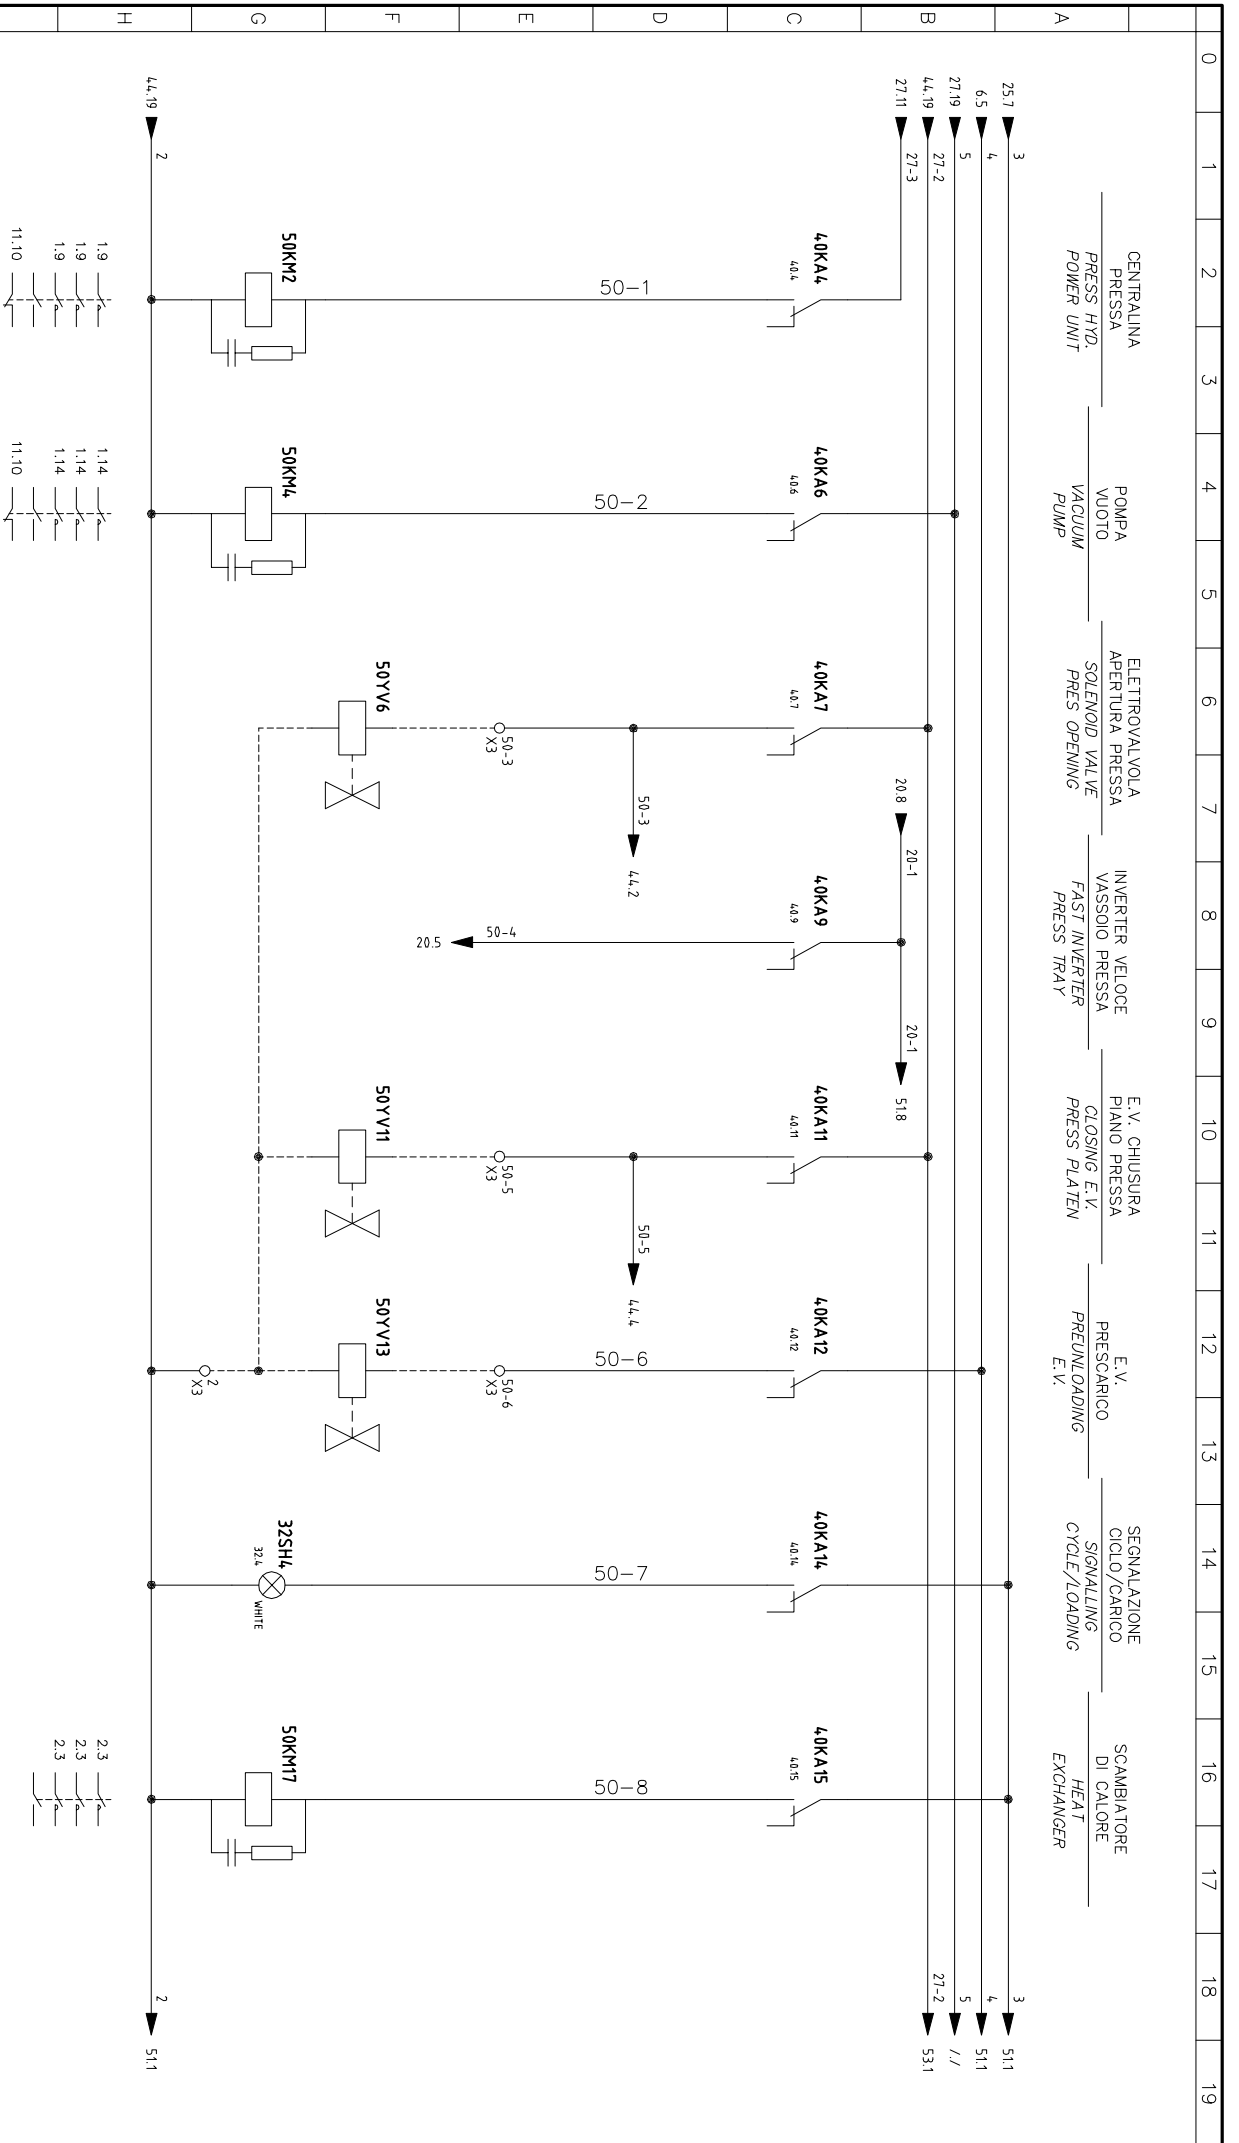 0 1 2 3 4 5 6 7 8 9 10 11 12 13 14 15 16 17 18 19
A
B
C
D
E
F
G
H
CENTRALINA
PRESSA
PRESS HYD.
POWER UNIT
POMPA
VUOTO
VACUUM
PUMP
ELETTROVALVOLA
APERTURA PRESSA
SOLENOID VALVE
PRES OPENING
INVERTER VELOCE
VASSOIO PRESSA
FAST INVERTER
PRESS TRAY
E.V. CHIUSURA
PIANO PRESSA
CLOSING E.V.
PRESS PLATEN
E.V.
PRESCARICO
PREUNLOADING
E.V.
SEGNALAZIONE
CICLO/CARICO
SIGNALLING
CYCLE/LOADING
SCAMBIATORE
DI CALORE
HEAT
EXCHANGER
25.7 3 3 51.1
6.5 4 4 51.1
27.19 5 5 /./
44.19 27-2 27-2 53.1
27.11 27-3
20.8 20-1 20-1 51.8
40KA4
40.4
40KA6
40.6
40KA7
40.7
40KA9
40.9
40KA11
40.11
40KA12
40.12
40KA14
40.14
40KA15
40.15
50-1
50-2
50-3 44.2
50-5 44.4
50-6
50-7
50-8
50-3
X3
50-4
20.5
50-5
X3
50-6
X3
50YV6
50YV11
50YV13
50KM2
50KM4
32SH4
32.4
WHITE
50KM17
2
X3
44.19 2 2 51.1
1.9
1.9
1.9
11.10
1.14
1.14
1.14
11.10
2.3
2.3
2.3